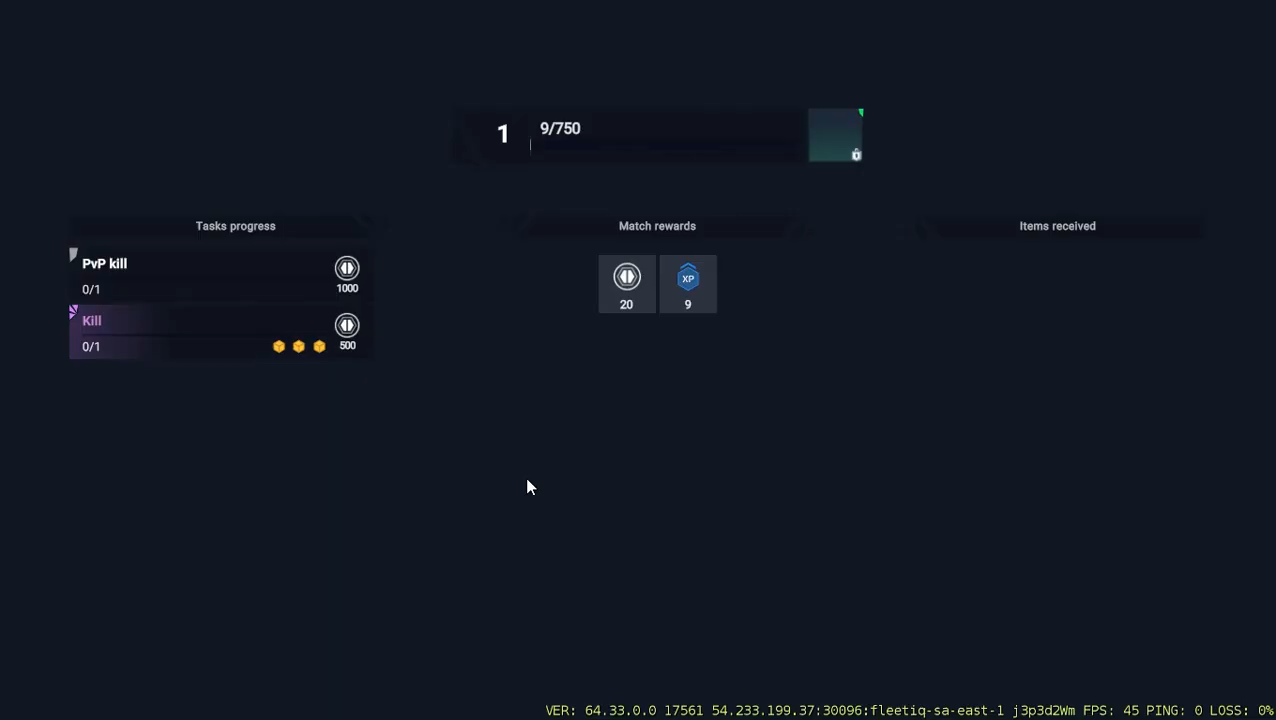 1
9/750
Tasks progress
PvP kill
0/1
1000
Kill
0/1
500
Match rewards
20
XP
9
Items received
VER: 64.33.0.0 17561 54.233.199.37:30096:fleetiq-sa-east-1 j3p3d2Wm FPS: 45 PING: 0 LOSS: 0%